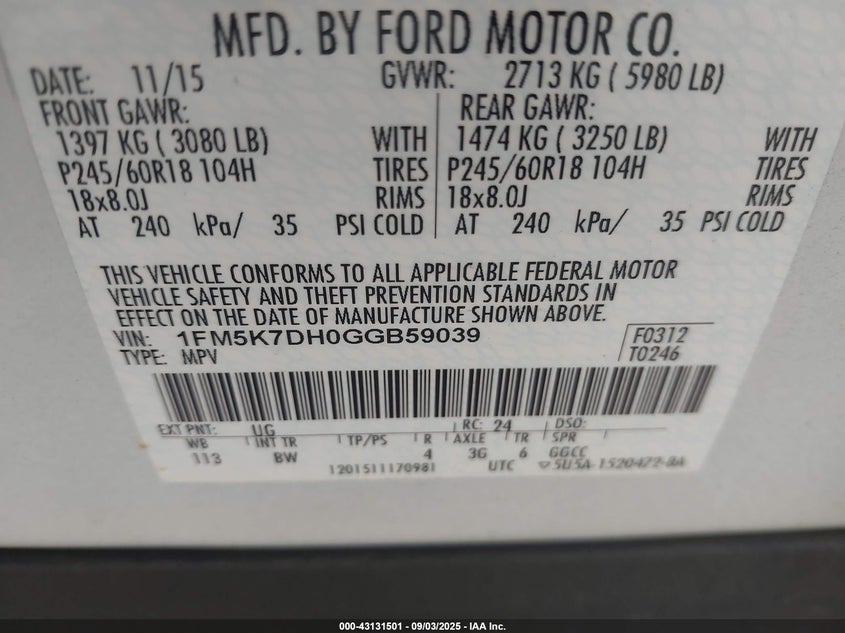 MFD. BY FORD MOTOR CO.
DATE: 11/15 GVWR: 2713 KG ( 5980 LB)
FRONT GAWR: REAR GAWR:
1397 KG ( 3080 LB) WITH 1474 KG ( 3250 LB) WITH
P245/60R18 104H TIRES P245/60R18 104H TIRES
18x8.0J RIMS 18x8.0J RIMS
AT 240 kPa/ 35 PSI COLD AT 240 kPa/ 35 PSI COLD
THIS VEHICLE CONFORMS TO ALL APPLICABLE FEDERAL MOTOR
VEHICLE SAFETY AND THEFT PREVENTION STANDARDS IN
EFFECT ON THE DATE OF MANUFACTURE SHOWN ABOVE.
VIN: 1FM5K7DH0GGB59039 F0312
TYPE: MPV T0246
EXT PNT: UG RC: 24 DSO:
WB INT TR TP/PS R AXLE TR SPR
113 BW 4 3G 6 GGCC
1201511170981 UTC 5U5A-1520472-BA
000-43131501 - 09/03/2025 - IAA Inc.